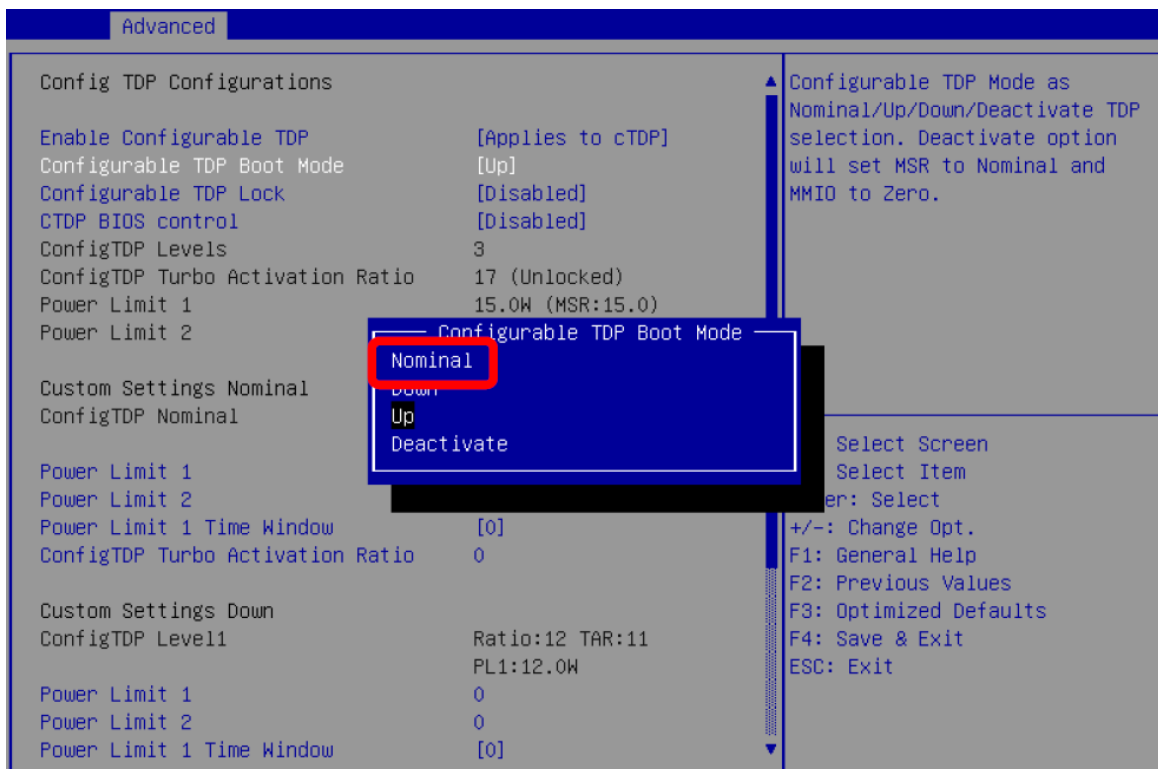 Advanced
Config TDP Configurations
Enable Configurable TDP [Applies to cTDP]
Configurable TDP Boot Mode [Up]
Configurable TDP Lock [Disabled]
CTDP BIOS control [Disabled]
ConfigTDP Levels 3
ConfigTDP Turbo Activation Ratio 17 (Unlocked)
Power Limit 1 15.0W (MSR:15.0)
Power Limit 2
Custom Settings Nominal
ConfigTDP Nominal
Power Limit 1
Power Limit 2
Power Limit 1 Time Window [0]
ConfigTDP Turbo Activation Ratio 0
Custom Settings Down
ConfigTDP Level1 Ratio:12 TAR:11
PL1:12.0W
Power Limit 1 0
Power Limit 2 0
Power Limit 1 Time Window [0]
Configurable TDP Boot Mode
Nominal
Down
Up
Deactivate
Configurable TDP Mode as
Nominal/Up/Down/Deactivate TDP
selection. Deactivate option
will set MSR to Nominal and
MMIO to Zero.
Select Screen
Select Item
er: Select
+/-: Change Opt.
F1: General Help
F2: Previous Values
F3: Optimized Defaults
F4: Save & Exit
ESC: Exit